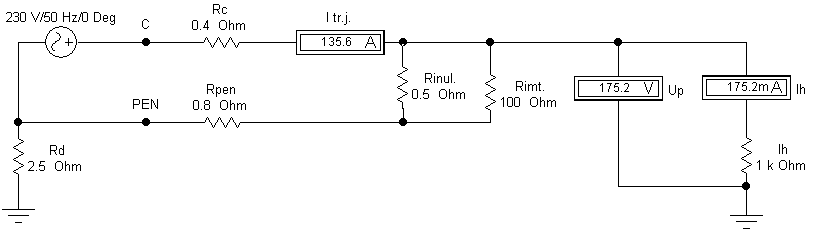 230 V/50 Hz/0 Deg
C
Rc
0.4 Ohm
I tr.j.
135.6 A
Rpen
0.8 Ohm
PEN
Rinul.
0.5 Ohm
Rimt.
100 Ohm
175.2 V
Up
175.2m A
Ih
Rd
2.5 Ohm
Ih
1 k Ohm